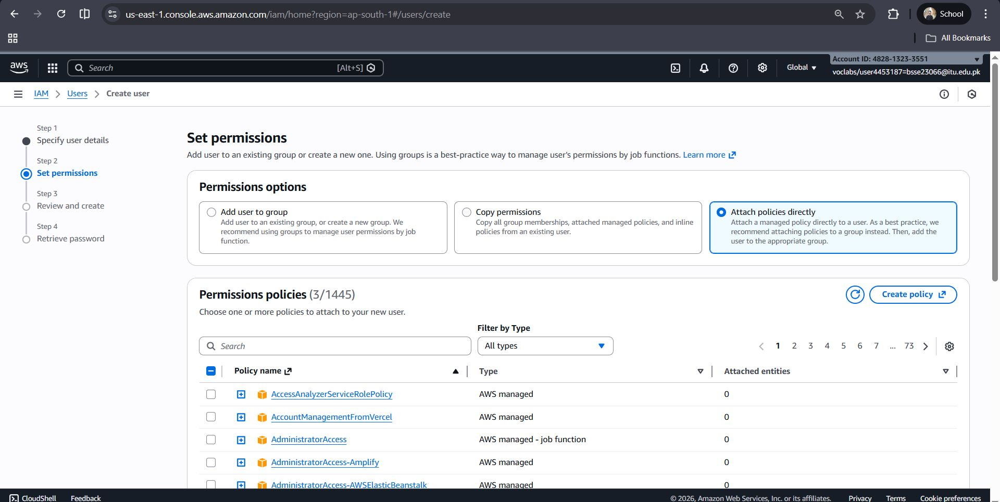 us-east-1.console.aws.amazon.com/iam/home?region=ap-south-1#/users/create
School
All Bookmarks
aws
Search
[Alt+S]
Global
Account ID: 4828-1323-3551
voclabs/user4453187=bsse23066@itu.edu.pk
IAM
Users
Create user
Step 1
Specify user details
Step 2
Set permissions
Step 3
Review and create
Step 4
Retrieve password
Set permissions
Add user to an existing group or create a new one. Using groups is a best-practice way to manage user's permissions by job functions. Learn more
Permissions options
Add user to group
Add user to an existing group, or create a new group. We
recommend using groups to manage user permissions by job
function.
Copy permissions
Copy all group memberships, attached managed policies, and inline
policies from an existing user.
Attach policies directly
Attach a managed policy directly to a user. As a best practice, we
recommend attaching policies to a group instead. Then, add the
user to the appropriate group.
Permissions policies (3/1445)
Create policy
Choose one or more policies to attach to your new user.
Filter by Type
Search
All types
1 2 3 4 5 6 7 ... 73
Policy name Type Attached entities
AccessAnalyzerServiceRolePolicy AWS managed 0
AccountManagementFromVercel AWS managed 0
AdministratorAccess AWS managed - job function 0
AdministratorAccess-Amplify AWS managed 0
AdministratorAccess-AWSElasticBeanstalk AWS managed 0
CloudShell Feedback © 2026, Amazon Web Services, Inc. or its affiliates. Privacy Terms Cookie preferences